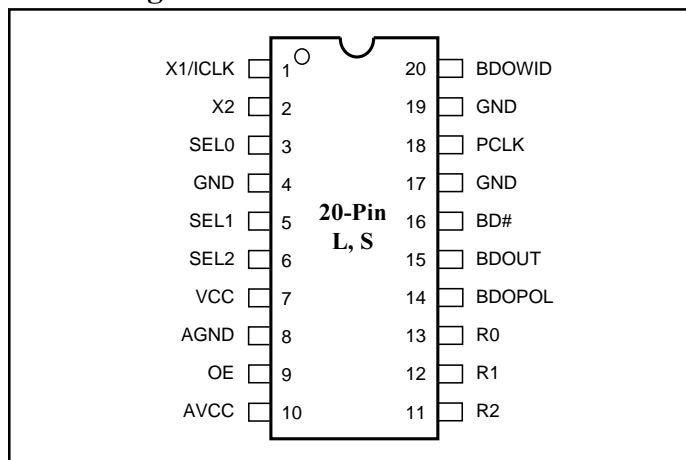 X1/ICLK 1 20 BDOWID
X2 2 19 GND
SEL0 3 18 PCLK
GND 4 17 GND
SEL1 5 20-Pin 16 BD#
SEL2 6 L, S 15 BDOUT
VCC 7 14 BDOPOL
AGND 8 13 R0
OE 9 12 R1
AVCC 10 11 R2